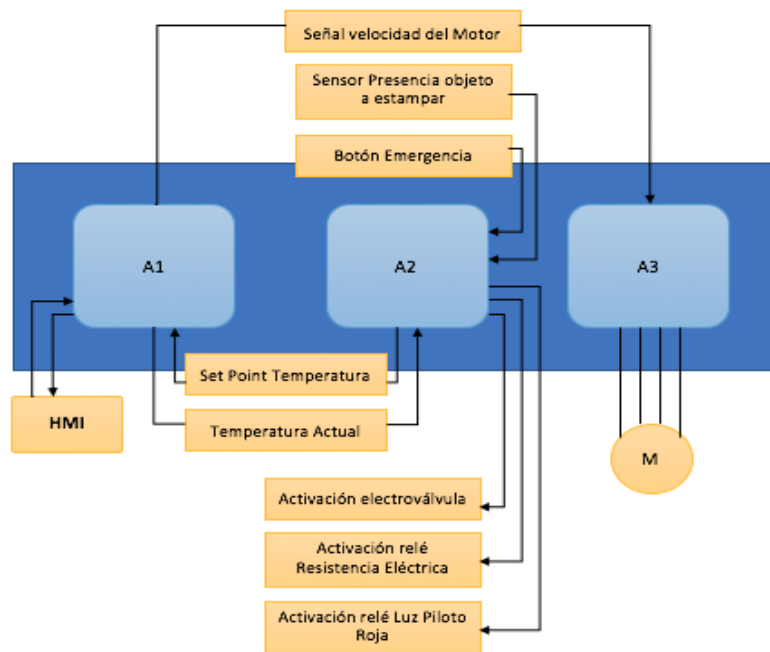 Señal velocidad del Motor
Sensor Presencia objeto
a estampar
Botón Emergencia
A1
A2
A3
Set Point Temperatura
HMI
Temperatura Actual
M
Activación electroválvula
Activación relé
Resistencia Eléctrica
Activación relé Luz Piloto
Roja